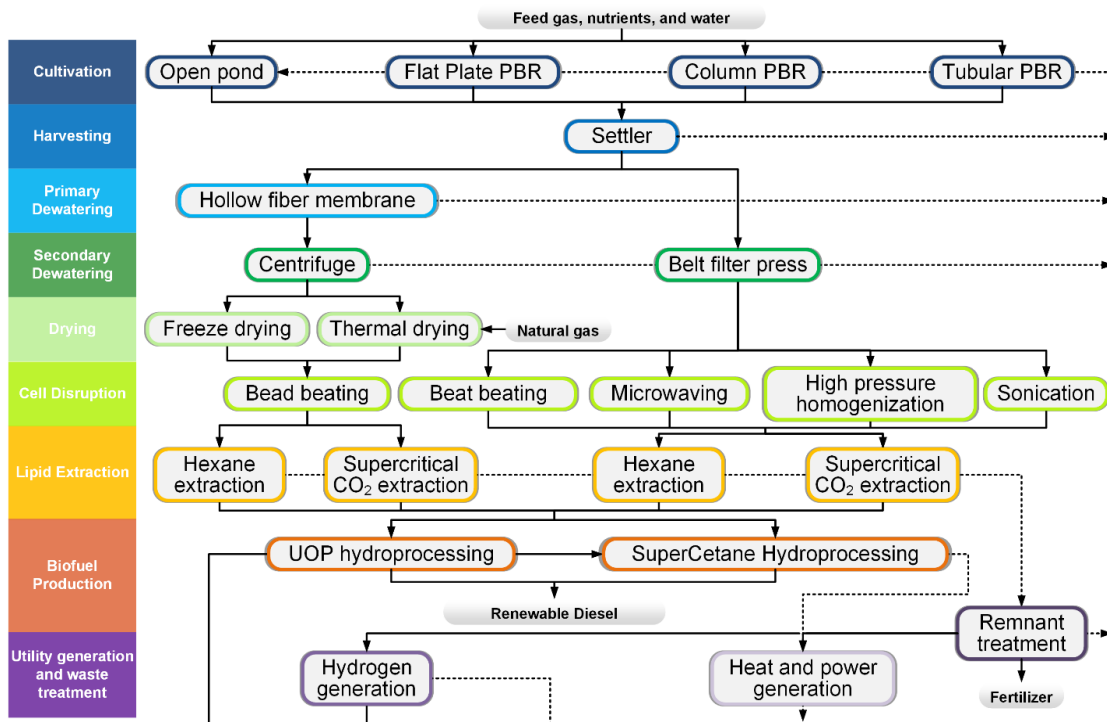 Feed gas, nutrients, and water
Cultivation
Open pond
Flat Plate PBR
Column PBR
Tubular PBR
Harvesting
Settler
Primary
Dewatering
Hollow fiber membrane
Secondary
Dewatering
Centrifuge
Belt filter press
Drying
Freeze drying
Thermal drying
Natural gas
Cell Disruption
Bead beating
Beat beating
Microwaving
High pressure
homogenization
Sonication
Lipid Extraction
Hexane
extraction
Supercritical
CO₂ extraction
Hexane
extraction
Supercritical
CO₂ extraction
Biofuel
Production
UOP hydroprocessing
SuperCetane Hydroprocessing
Renewable Diesel
Remnant
treatment
Utility generation
and waste
treatment
Hydrogen
generation
Heat and power
generation
Fertilizer